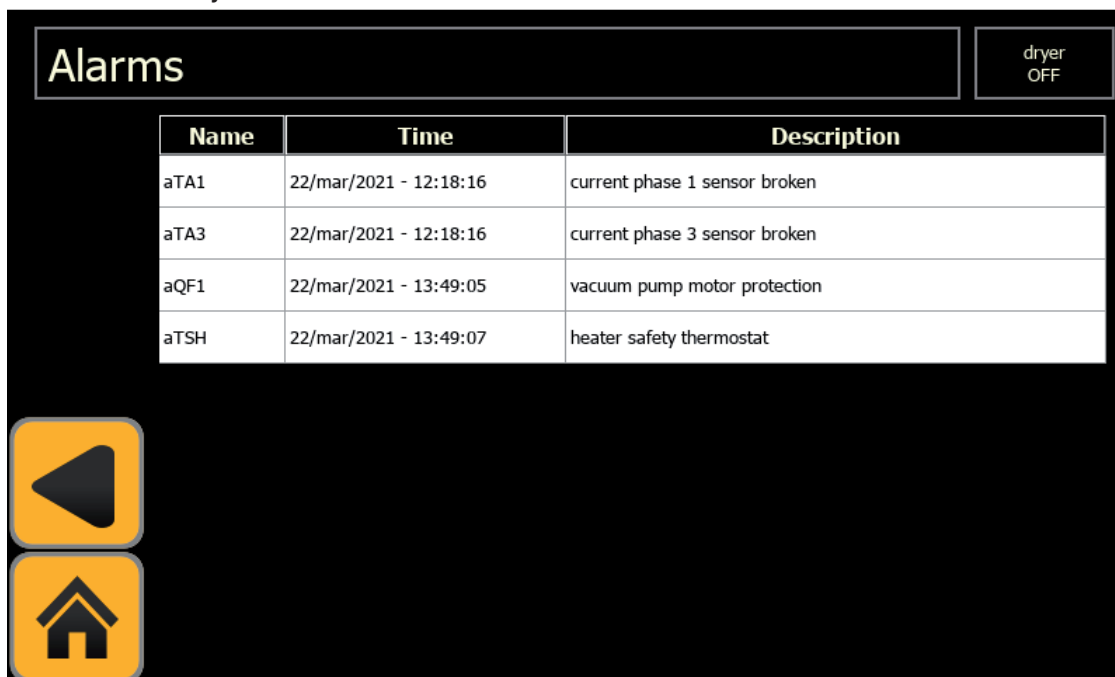 Alarms
dryer
OFF
Name Time Description
aTA1 22/mar/2021 - 12:18:16 current phase 1 sensor broken
aTA3 22/mar/2021 - 12:18:16 current phase 3 sensor broken
aQF1 22/mar/2021 - 13:49:05 vacuum pump motor protection
aTSH 22/mar/2021 - 13:49:07 heater safety thermostat